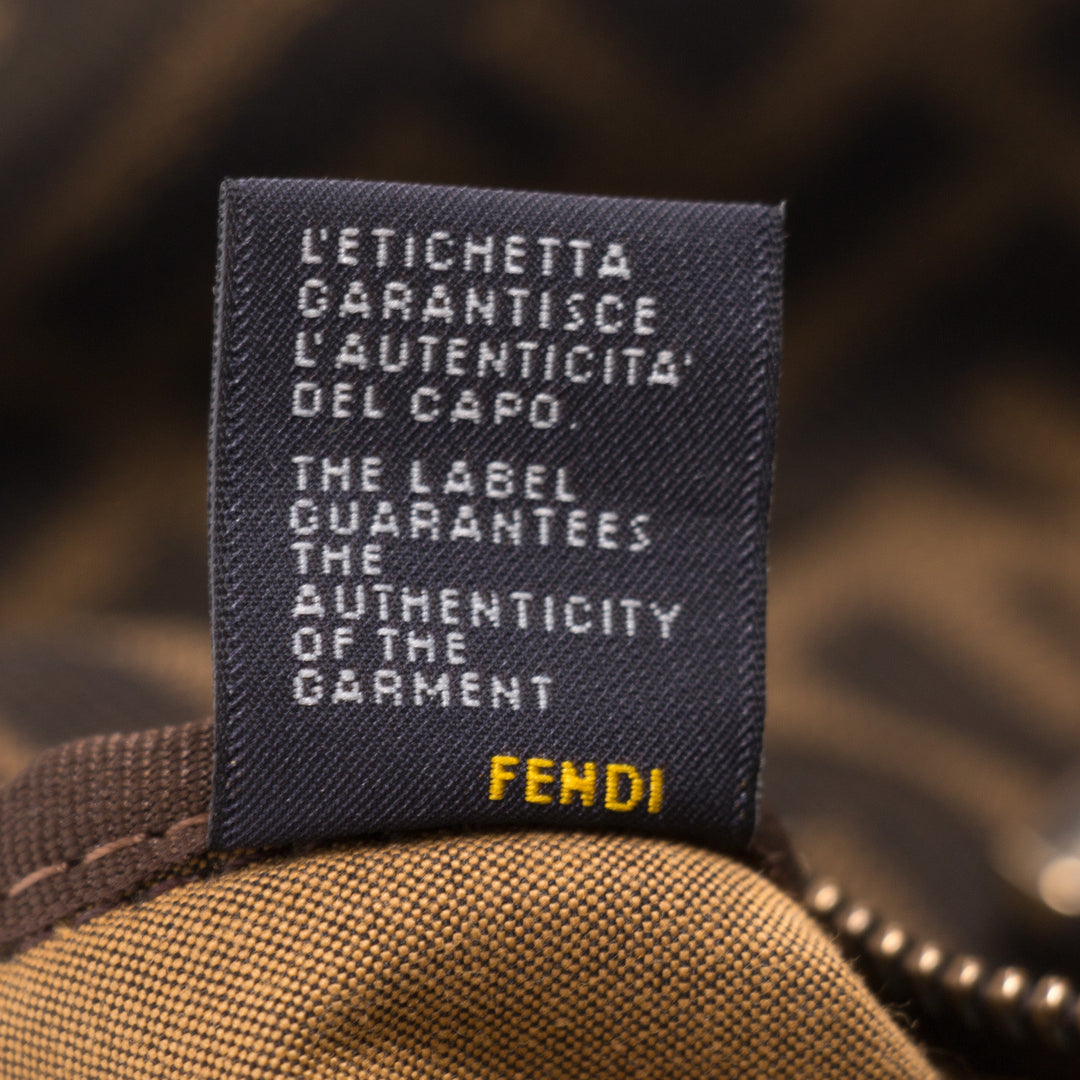 L'ETICHETTA
GARANTISCE
L'AUTENTICITA'
DEL CAPO.
THE LABEL
GUARANTEES
THE
AUTHENTICITY
OF THE
GARMENT
FENDI